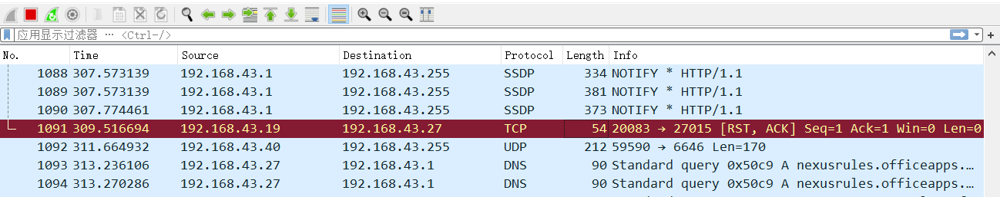 应用显示过滤器 … <Ctrl-/>
No. Time Source Destination Protocol Length Info
1088 307.573139 192.168.43.1 192.168.43.255 SSDP 334 NOTIFY * HTTP/1.1
1089 307.573139 192.168.43.1 192.168.43.255 SSDP 381 NOTIFY * HTTP/1.1
1090 307.774461 192.168.43.1 192.168.43.255 SSDP 373 NOTIFY * HTTP/1.1
1091 309.516694 192.168.43.19 192.168.43.27 TCP 54 20083 → 27015 [RST, ACK] Seq=1 Ack=1 Win=0 Len=0
1092 311.664932 192.168.43.40 192.168.43.255 UDP 212 59590 → 6646 Len=170
1093 313.236106 192.168.43.27 192.168.43.1 DNS 90 Standard query 0x50c9 A nexusrules.officeapps.…
1094 313.270286 192.168.43.27 192.168.43.1 DNS 90 Standard query 0x50c9 A nexusrules.officeapps.…